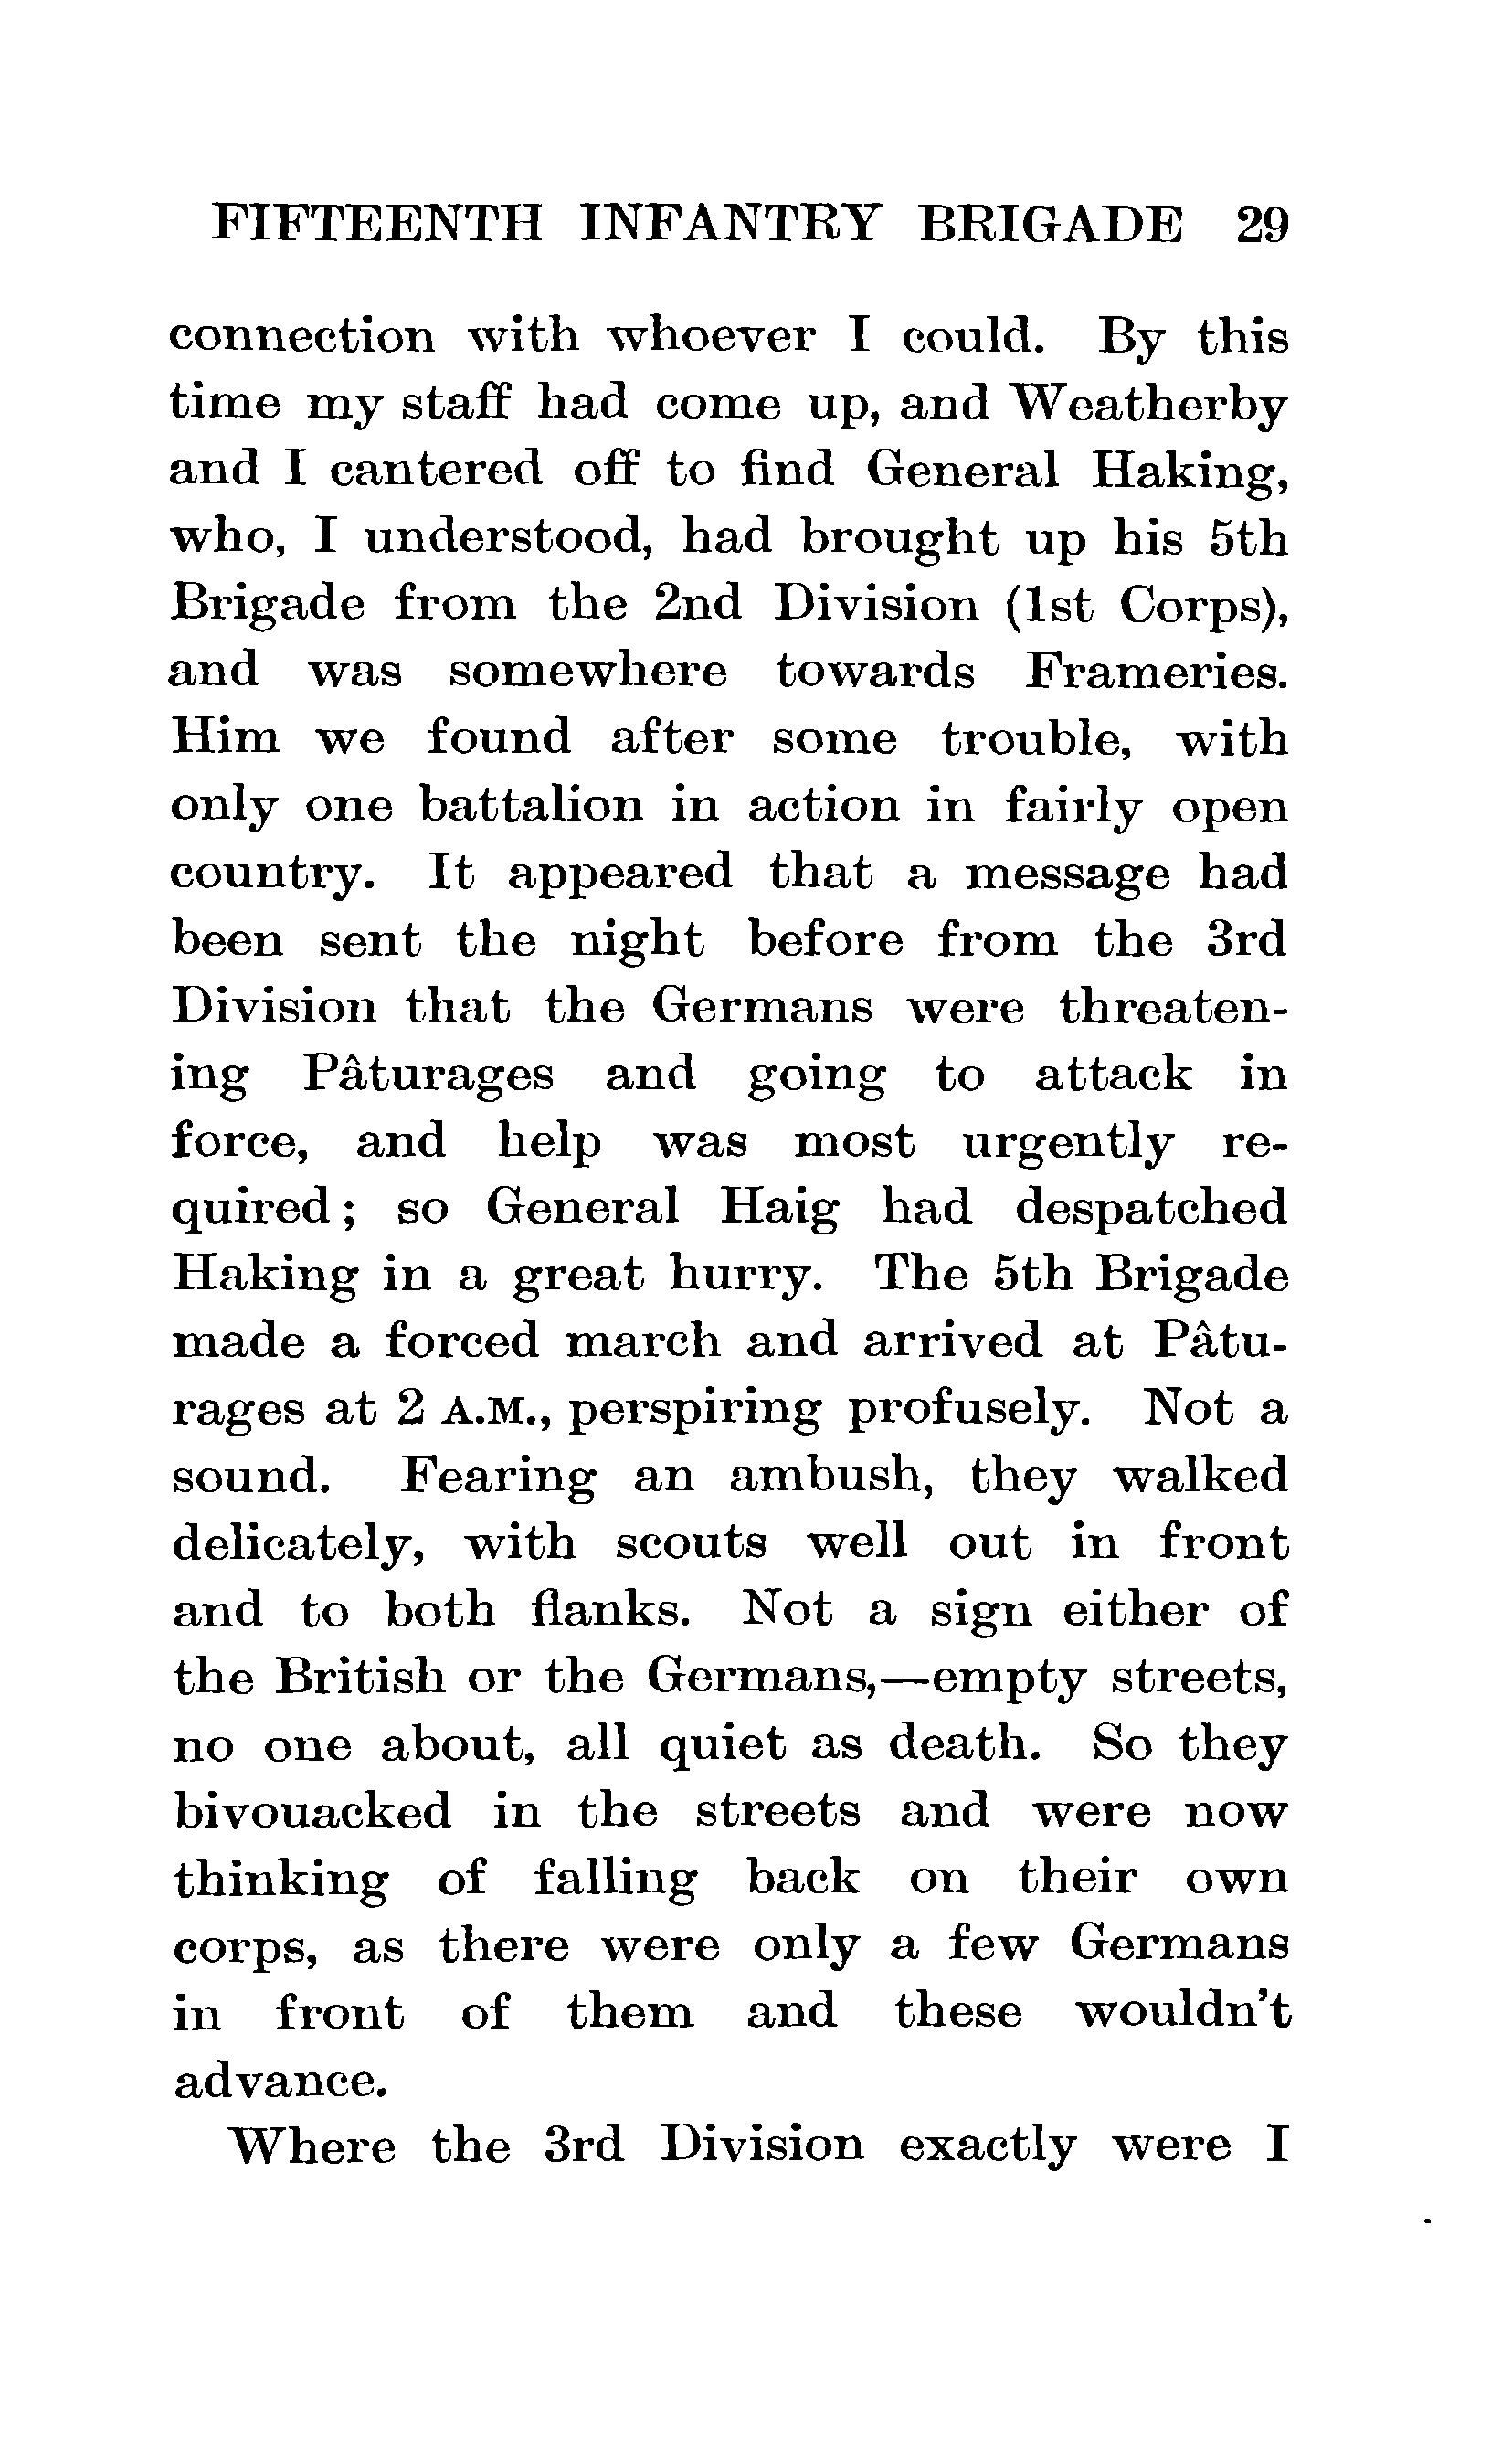 FIFTEENTH INFANTRY BRIGADE 29
connection with whoever I could. By this
time my staff had come up, and Weatherby
and I cantered off to find General Haking,
who, I understood, had brought up his 5th
Brigade from the 2nd Division (1st Corps),
and was somewhere towards Frameries.
Him we found after some trouble, with
only one battalion in action in fairly open
country. It appeared that a message had
been sent the night before from the 3rd
Division that the Germans were threaten-
ing Pâturages and going to attack in
force, and help was most urgently re-
quired; so General Haig had despatched
Haking in a great hurry. The 5th Brigade
made a forced march and arrived at Pâtu-
rages at 2 A.M., perspiring profusely. Not a
sound. Fearing an ambush, they walked
delicately, with scouts well out in front
and to both flanks. Not a sign either of
the British or the Germans,—empty streets,
no one about, all quiet as death. So they
bivouacked in the streets and were now
thinking of falling back on their own
corps, as there were only a few Germans
in front of them and these wouldn't
advance.
Where the 3rd Division exactly were I